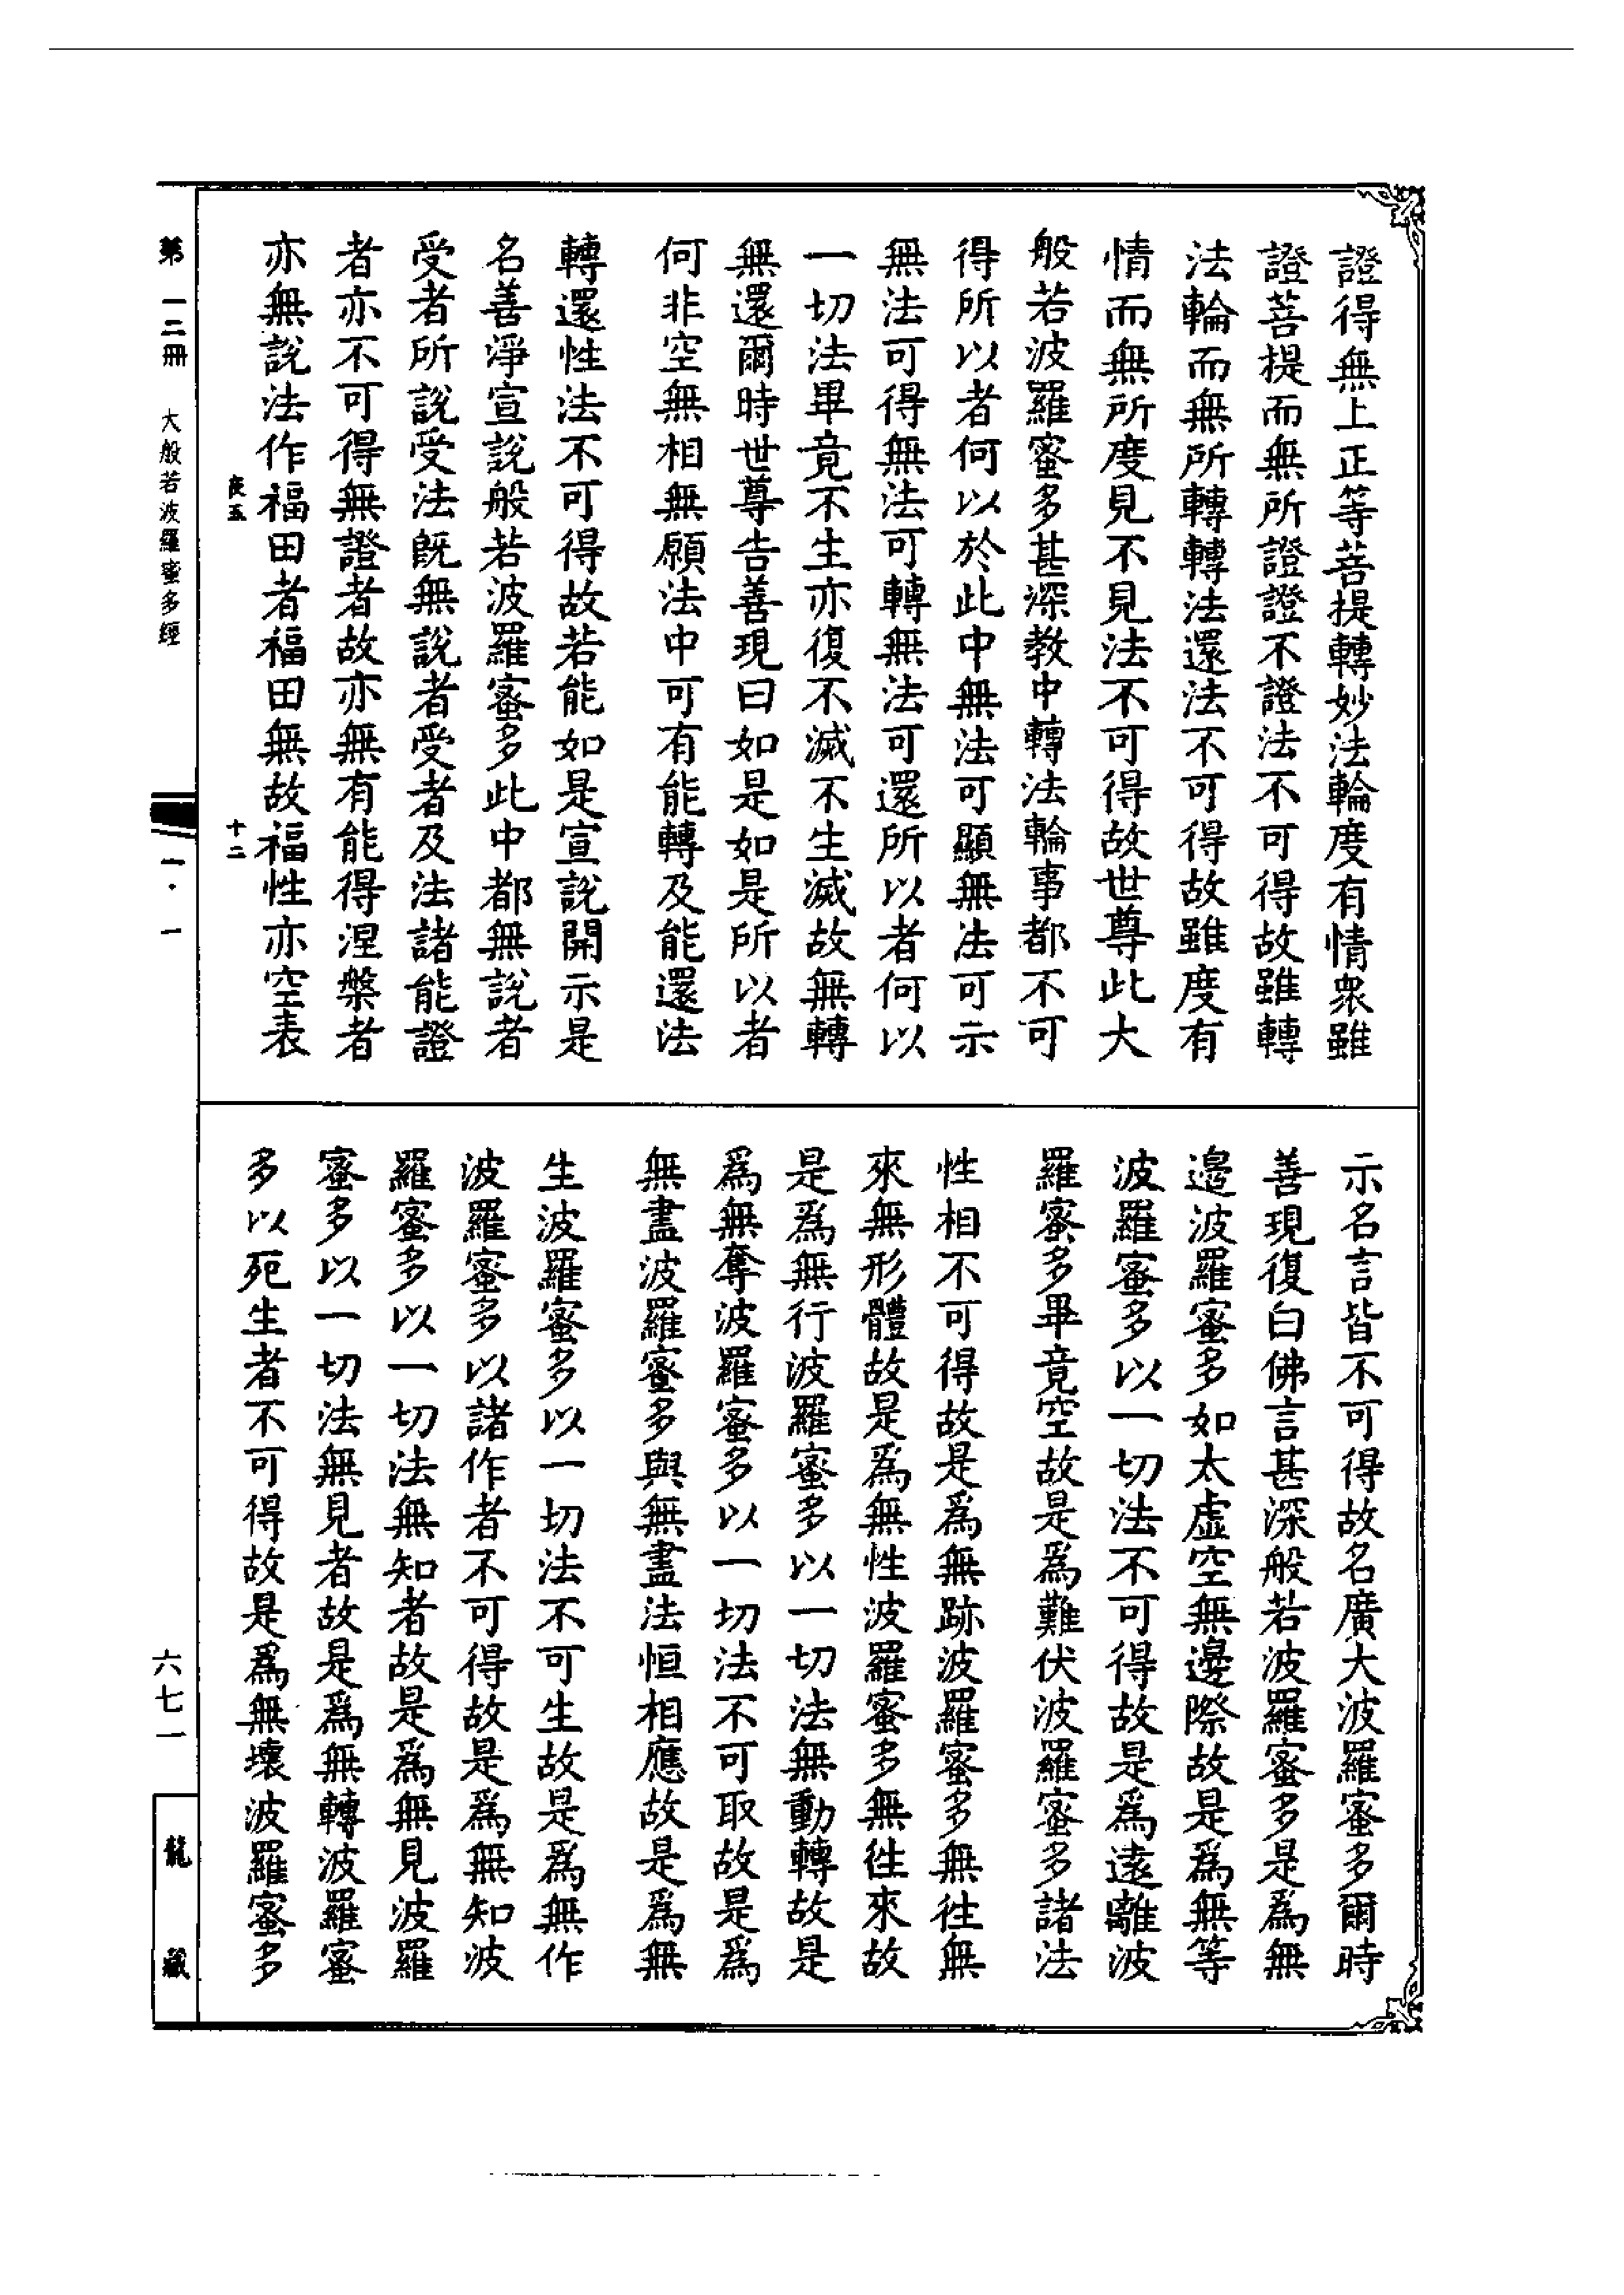 證得無上正等菩提轉妙法輪度有情衆雖
證菩提而無所證證不證法不可得故雖轉
法輪而無所轉轉法還法不可得故雖度有
情而無所度見不見法不可得故世尊此大
般若波羅蜜多甚深教中轉法輪事都不可
得所以者何以於此中無法可顯無法可示
無法可得無法可轉無法可還所以者何以
一切法畢竟不生亦復不滅不生滅故無轉
無還爾時世尊告善現曰如是如是所以者
何非空無相無願法中可有能轉及能還法
轉還性法不可得故若能如是宣說開示是
名善淨宣說般若波羅蜜多此中都無說者
受者所說受法既無說者受者及法諸能證
者亦不可得無證者故亦無有能得涅槃者
亦無說法作福田者福田無故福性亦空表
十二
示名言皆不可得故名廣大波羅蜜多爾時
善現復白佛言甚深般若波羅蜜多是爲無
邊波羅蜜多如太虛空無邊際故是爲無等
波羅蜜多以一切法不可得故是爲遠離波
羅蜜多畢竟空故是爲難伏波羅蜜多諸法
性相不可得故是爲無跡波羅蜜多無往無
來無形體故是爲無性波羅蜜多無徃來故
是爲無行波羅蜜多以一切法無動轉故是
爲無奪波羅蜜多以一切法不可取故是爲
無盡波羅蜜多與無盡法恒相應故是爲無
生波羅蜜多以一切法不可生故是爲無作
波羅蜜多以諸作者不可得故是爲無知波
羅蜜多以一切法無知者故是爲無見波羅
蜜多以一切法無見者故是爲無轉波羅蜜
多以死生者不可得故是爲無壞波羅蜜多
第一二冊 大般若波羅蜜多經
一·一
六七一
龍藏